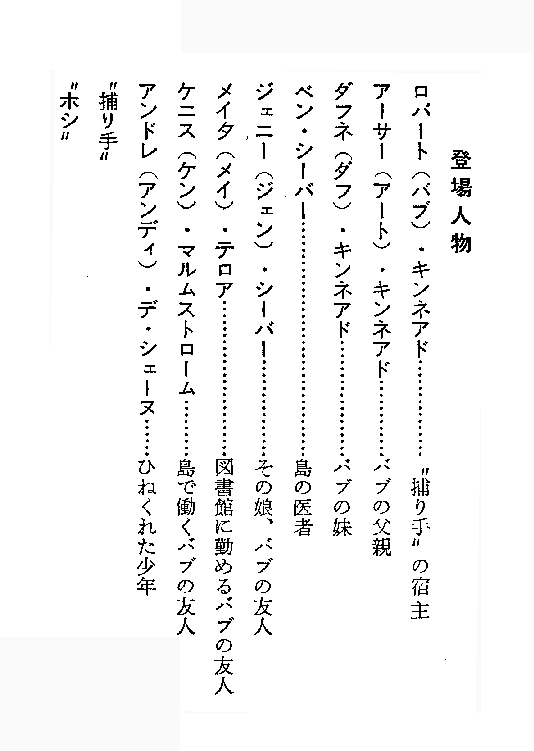 登場人物
ロバート（バブ）・キンネアド……………〝捕り手〟の宿主
アーサー（アート）・キンネアド…………バブの父親
ダフネ（ダフ）・キンネアド………………バブの妹
ベン・シーバー……………………………島の医者
ジェニー（ジェン）・シーバー……………その娘、バブの友人
メイタ（メイ）・テロア……………………図書館に勤めるバブの友人
ケニス（ケン）・マルムストローム………島で働くバブの友人
アンドレ（アンディ）・デ・シェーヌ……ひねくれた少年
〝捕り手〟
〝ホシ〟